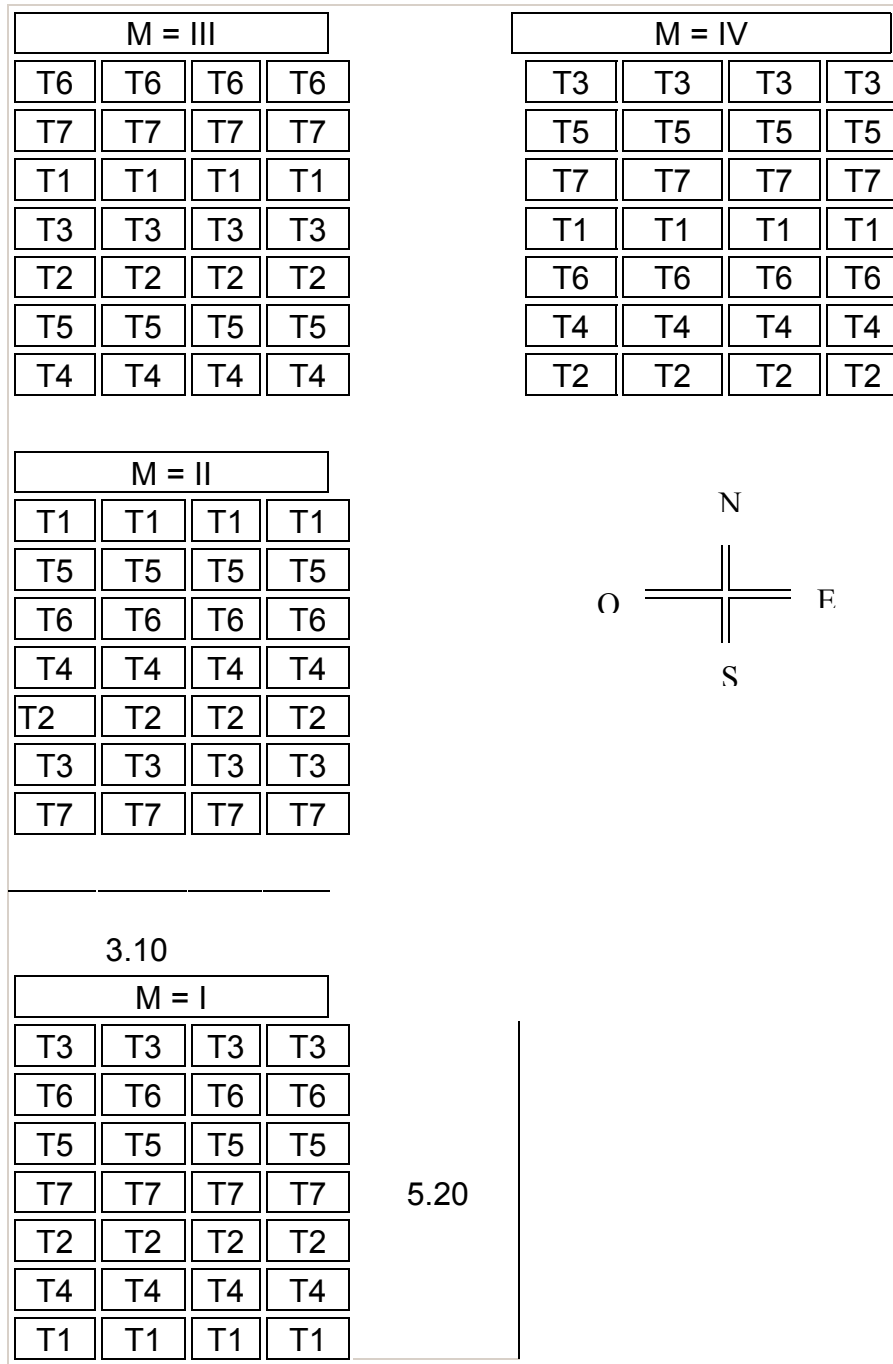 M = III
T6 T6 T6 T6
T7 T7 T7 T7
T1 T1 T1 T1
T3 T3 T3 T3
T2 T2 T2 T2
T5 T5 T5 T5
T4 T4 T4 T4
M = IV
T3 T3 T3 T3
T5 T5 T5 T5
T7 T7 T7 T7
T1 T1 T1 T1
T6 T6 T6 T6
T4 T4 T4 T4
T2 T2 T2 T2
M = II
T1 T1 T1 T1
T5 T5 T5 T5
T6 T6 T6 T6
T4 T4 T4 T4
T2 T2 T2 T2
T3 T3 T3 T3
T7 T7 T7 T7
N
O E
S
3.10
M = I
T3 T3 T3 T3
T6 T6 T6 T6
T5 T5 T5 T5
T7 T7 T7 T7
T2 T2 T2 T2
T4 T4 T4 T4
T1 T1 T1 T1
5.20